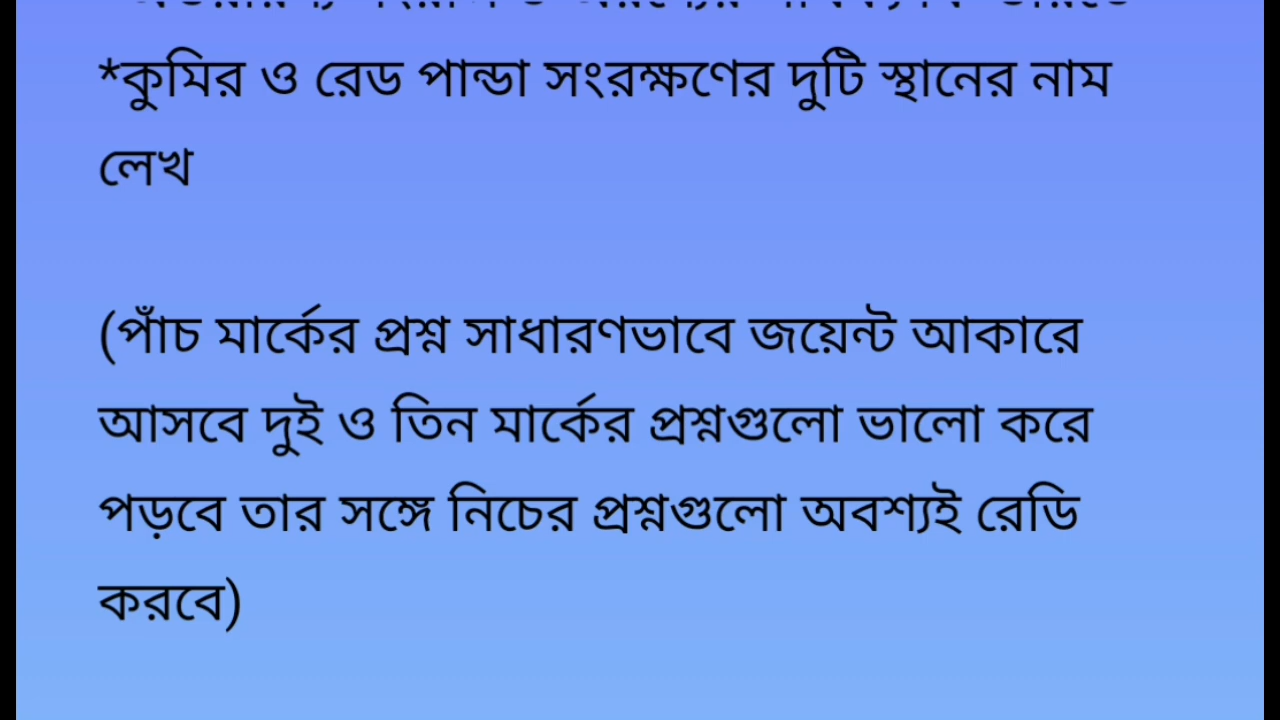 *কুমির ও রেড পান্ডা সংরক্ষণের দুটি স্থানের নাম
লেখ
(পাঁচ মার্কের প্রশ্ন সাধারণভাবে জয়েন্ট আকারে
আসবে দুই ও তিন মার্কের প্রশ্নগুলো ভালো করে
পড়বে তার সঙ্গে নিচের প্রশ্নগুলো অবশ্যই রেডি
করবে)